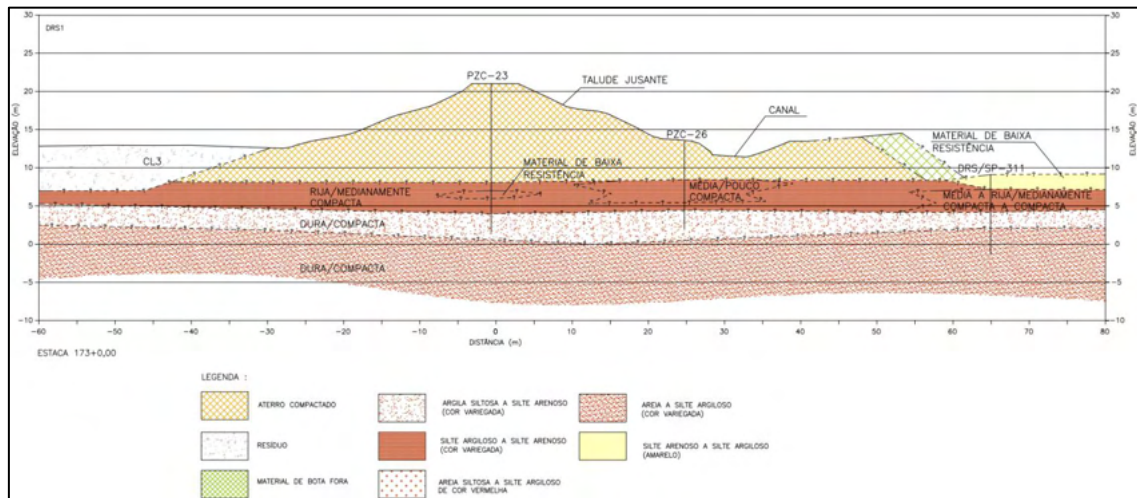 DRS1
30
25
20
15
10
5
0
-5
-10
ELEVAÇÃO (m)
PZC-23
TALUDE JUSANTE
PZC-26
CANAL
MATERIAL DE BAIXA
RESISTÊNCIA
CL3
DRS/SP-311
MATERIAL DE BAIXA
RESISTÊNCIA
RIJA/MEDIANAMENTE
COMPACTA
MÉDIA/POUCO
COMPACTA
MÉDIA A RIJA/MEDIANAMENTE
COMPACTA A COMPACTA
DURA/COMPACTA
DURA/COMPACTA
30
25
20
15
10
5
0
-5
-10
ELEVAÇÃO (m)
-60 -50 -40 -30 -20 -10 0 10 20 30 40 50 60 70 80
DISTÂNCIA (m)
ESTACA 173+0,00
LEGENDA :
ATERRO COMPACTADO
ARGILA SILTOSA A SILTE ARENOSO
(COR VARIEGADA)
AREIA A SILTE ARGILOSO
(COR VARIEGADA)
RESÍDUO
SILTE ARGILOSO A SILTE ARENOSO
(COR VARIEGADA)
SILTE ARENOSO A SILTE ARGILOSO
(AMARELO)
MATERIAL DE BOTA FORA
AREIA SILTOSA A SILTE ARGILOSO
DE COR VERMELHA